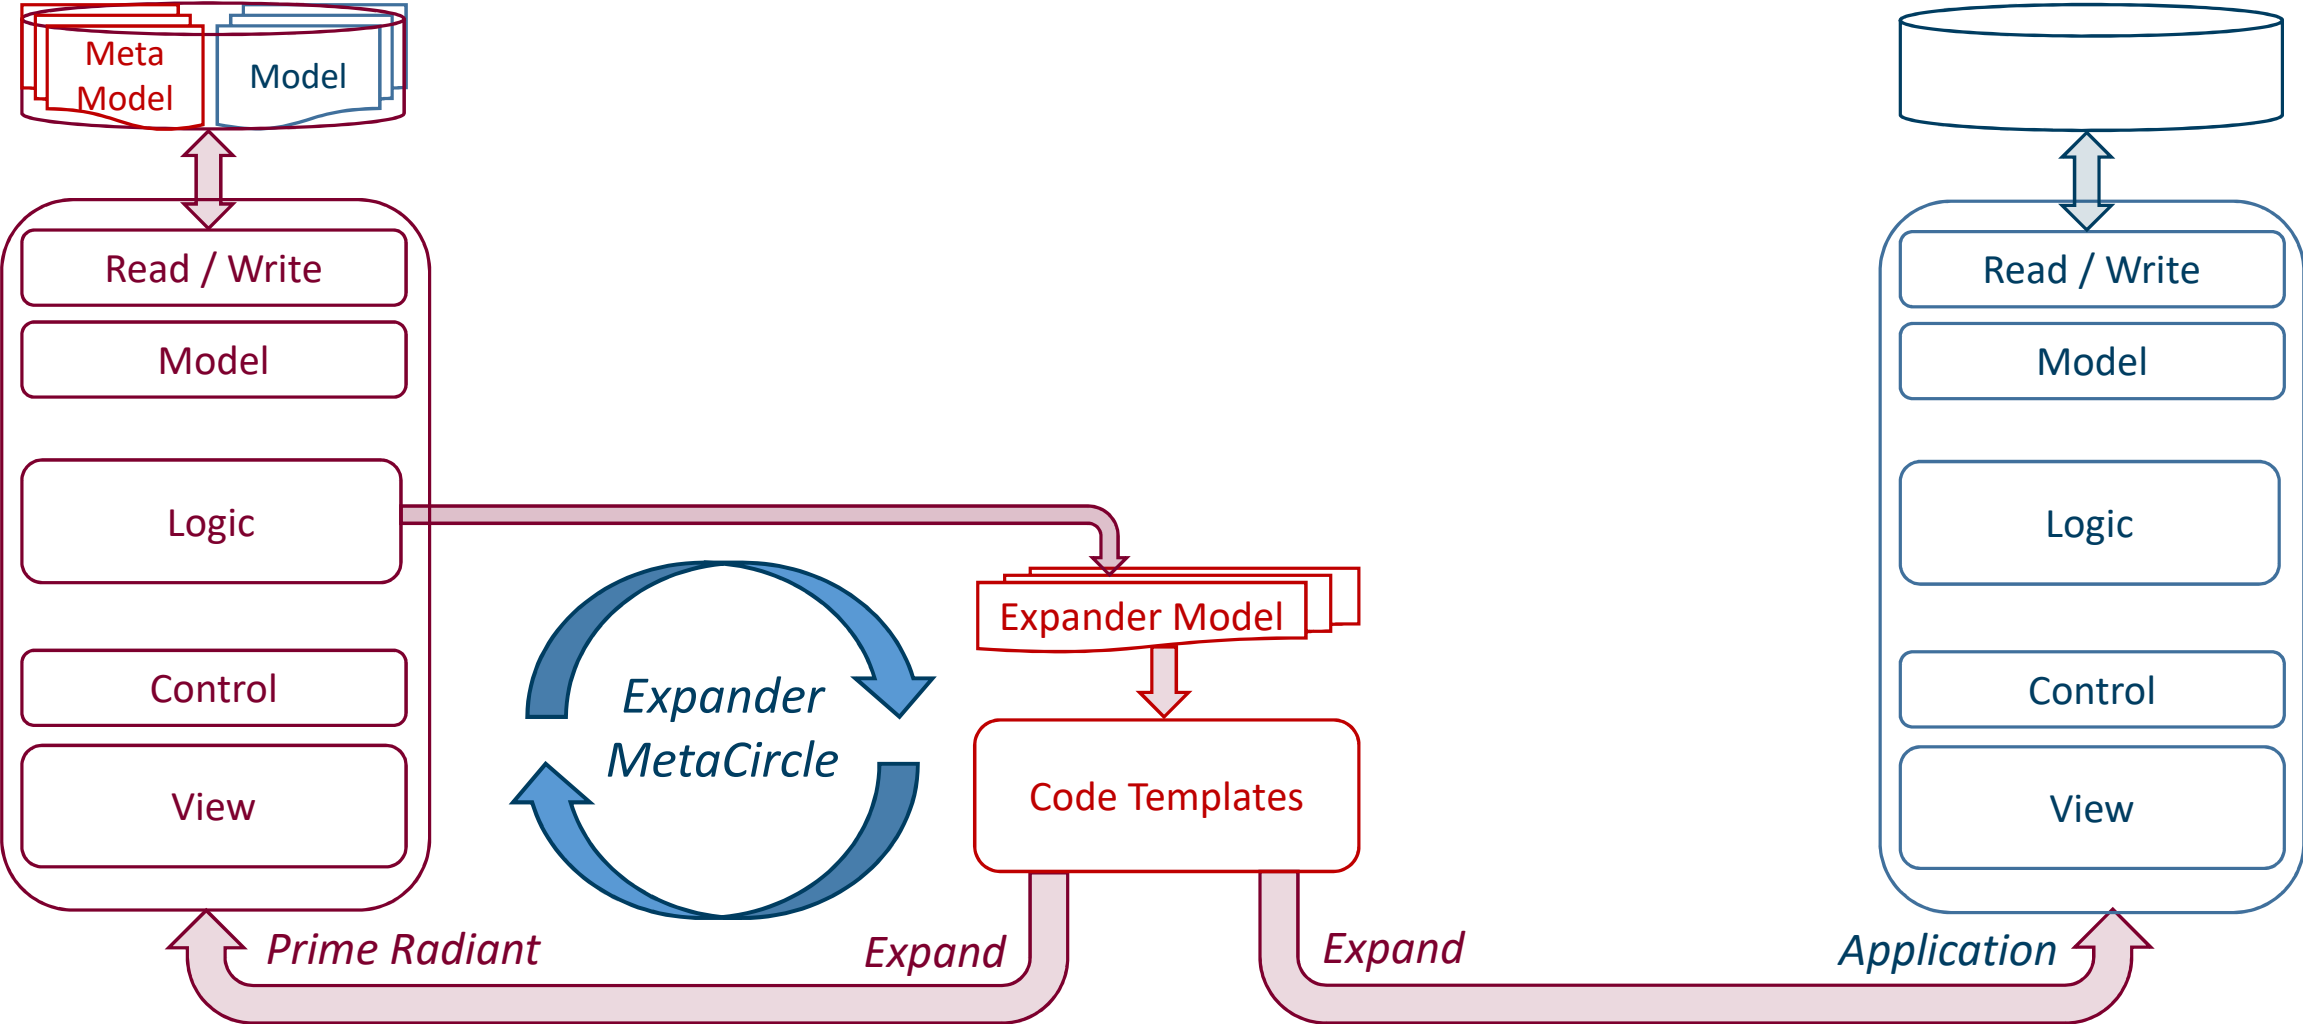 Meta
Model
Model
Read / Write
Model
Logic
Control
View
Prime Radiant
Expander
MetaCircle
Expander Model
Code Templates
Expand
Expand
Read / Write
Model
Logic
Control
View
Application